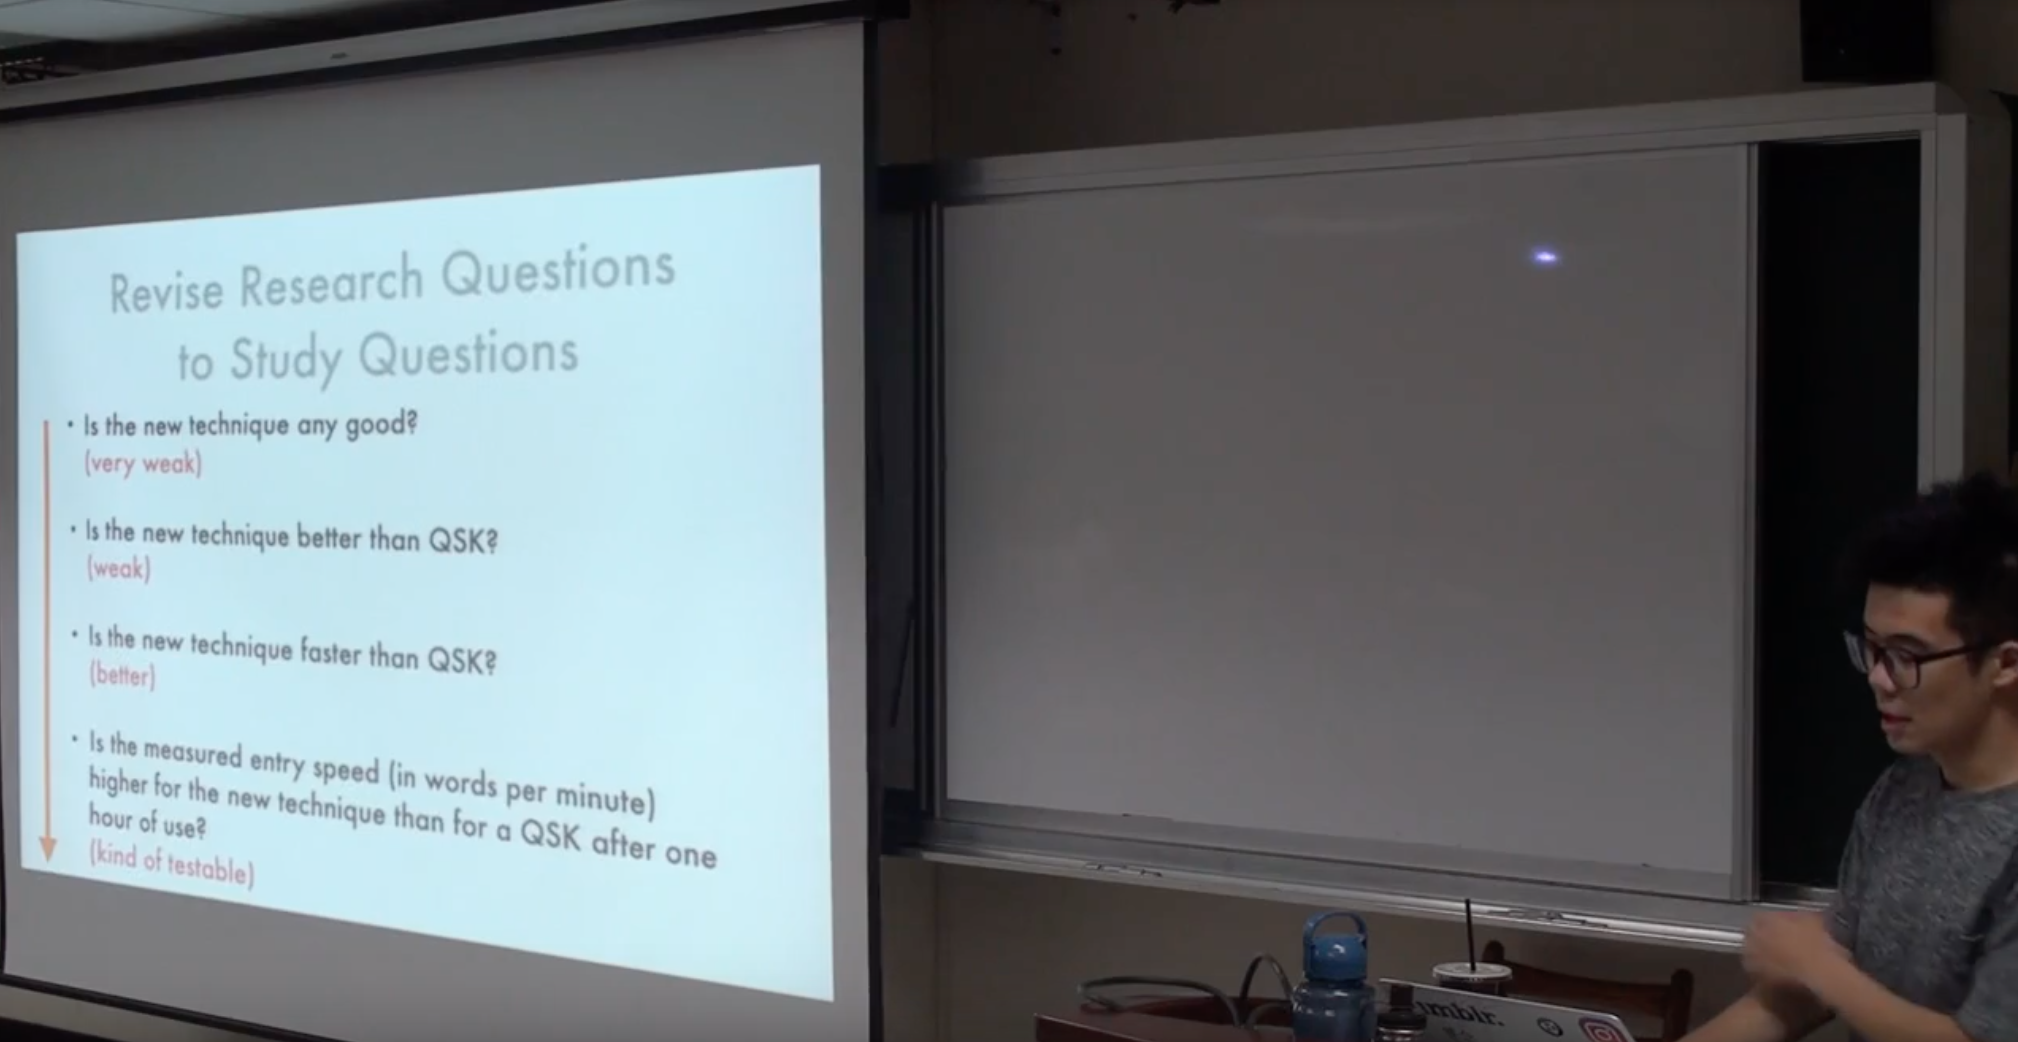 Revise Research Questions
to Study Questions
• Is the new technique any good?
(very weak)
• Is the new technique better than QSK?
(weak)
• Is the new technique faster than QSK?
(better)
• Is the measured entry speed (in words per minute)
higher for the new technique than for a QSK after one
hour of use?
(kind of testable)
umblr.